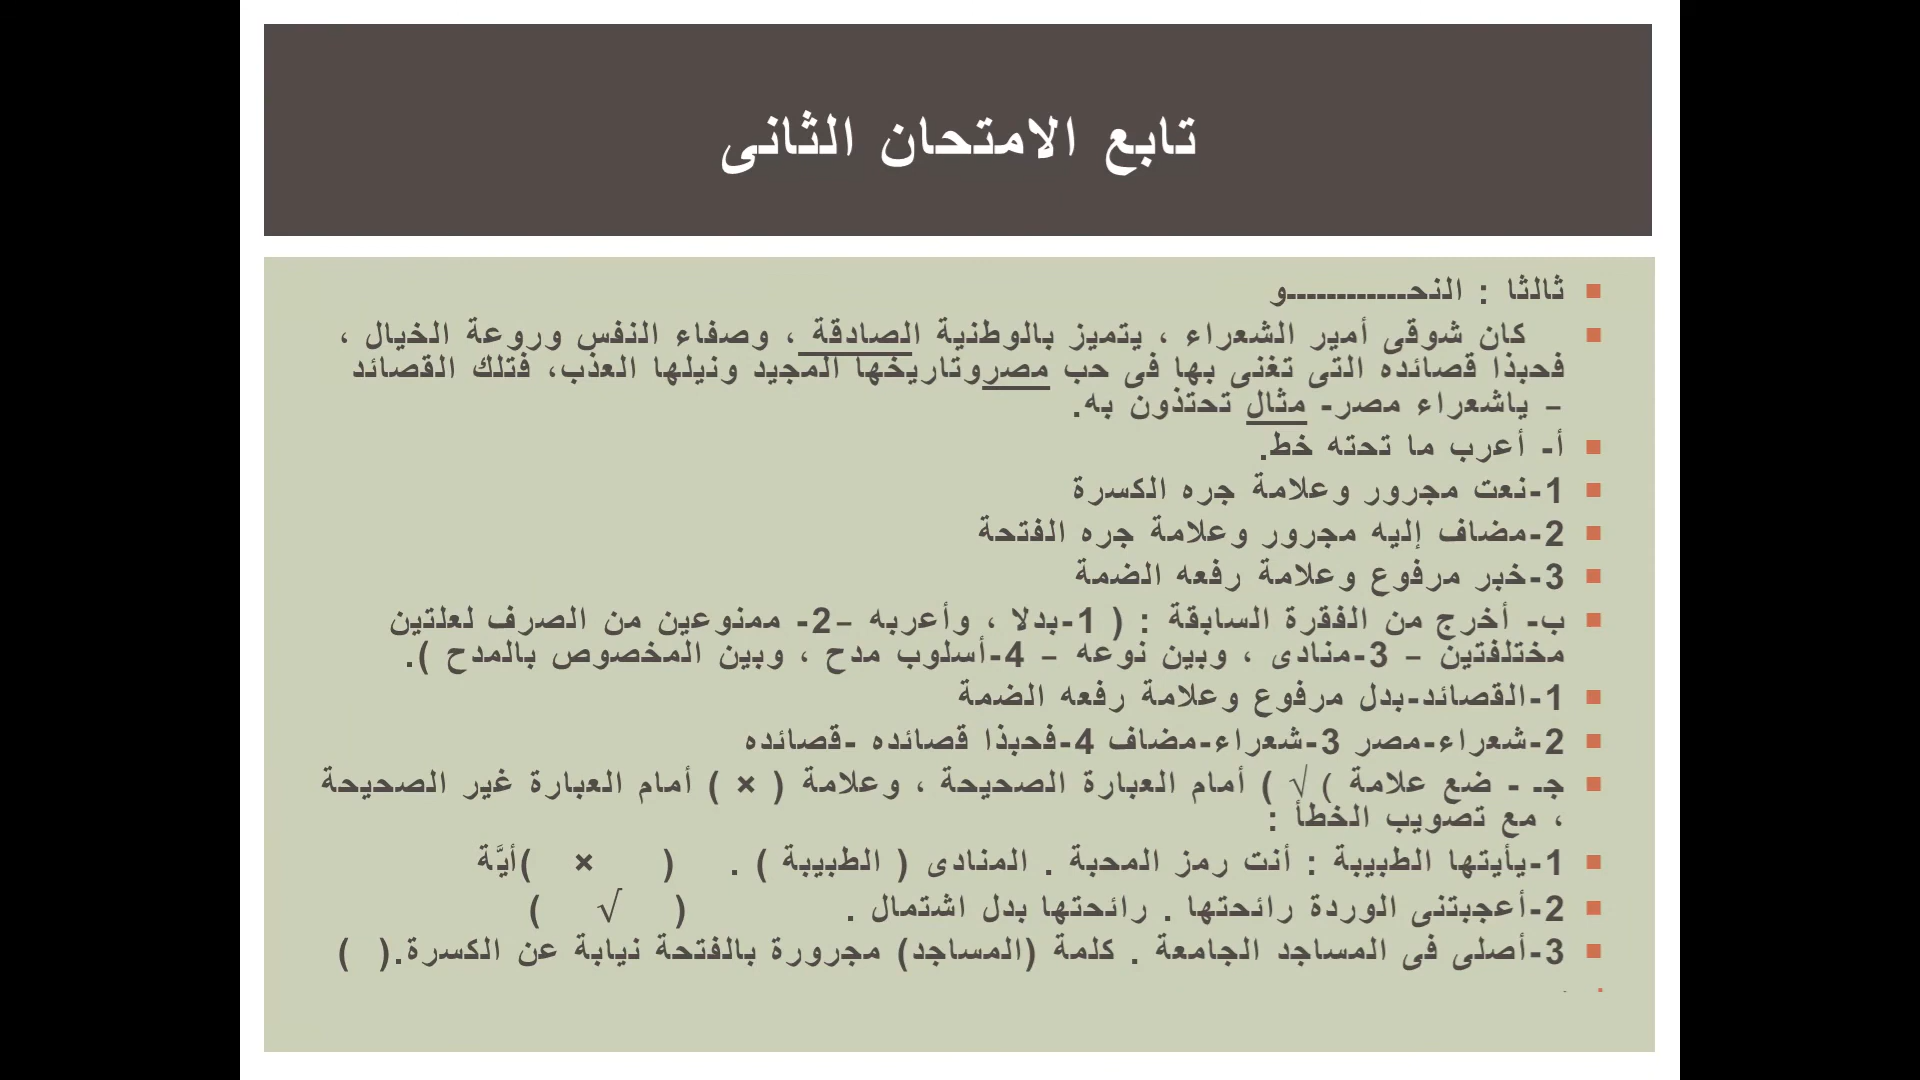 تابع الامتحان الثانى
ثالثا : النحـــــــــــــو
كان شوقى أمير الشعراء ، يتميز بالوطنية الصادقة ، وصفاء النفس وروعة الخيال ،
فحبذا قصائده التى تغنى بها فى حب مصروتاريخها المجيد ونيلها العذب، فتلك القصائد
– ياشعراء مصر- مثال تحتذون به.
أ- أعرب ما تحته خط.
1-نعت مجرور وعلامة جره الكسرة
2-مضاف إليه مجرور وعلامة جره الفتحة
3-خبر مرفوع وعلامة رفعه الضمة
ب- أخرج من الفقرة السابقة : ( 1-بدلا ، وأعربه –2- ممنوعين من الصرف لعلتين
مختلفتين – 3-منادى ، وبين نوعه – 4-أسلوب مدح ، وبين المخصوص بالمدح ).
1-القصائد-بدل مرفوع وعلامة رفعه الضمة
2-شعراء-مصر 3-شعراء-مضاف 4-فحبذا قصائده -قصائده
جـ - ضع علامة ( √ ) أمام العبارة الصحيحة ، وعلامة ( × ) أمام العبارة غير الصحيحة
، مع تصويب الخطأ :
1-يأيتها الطبيبة : أنت رمز المحبة . المنادى ( الطبيبة ) . ( × )أيَّة
2-أعجبتنى الوردة رائحتها . رائحتها بدل اشتمال . ( √ )
3-أصلى فى المساجد الجامعة . كلمة (المساجد) مجرورة بالفتحة نيابة عن الكسرة.( )